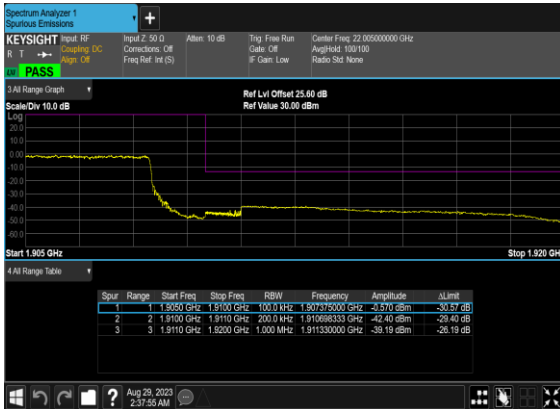 Spectrum Analyzer 1
Spurious Emissions
+
KEYSIGHT Input: RF Input Z: 50 Ω Atten: 10 dB Trig: Free Run Center Freq: 22.005000000 GHz
R T Coupling: DC Corrections: Off Gate: Off Avg|Hold: 100/100
Align: Off Freq Ref: Int (S) IF Gain: Low Radio Std: None
PASS
3 All Range Graph
Ref Lvl Offset 25.60 dB
Scale/Div 10.0 dB Ref Value 30.00 dBm
Log
20.0
10.0
0.00
-10.0
-20.0
-30.0
-40.0
-50.0
-60.0
Start 1.905 GHz Stop 1.920 GH
4 All Range Table
Spur Range Start Freq Stop Freq RBW Frequency Amplitude ΔLimit
1 1 1.9050 GHz 1.9100 GHz 100.0 kHz 1.907375000 GHz -0.570 dBm -30.57 dB
2 2 1.9100 GHz 1.9110 GHz 200.0 kHz 1.910698333 GHz -42.40 dBm -29.40 dB
3 3 1.9110 GHz 1.9200 GHz 1.000 MHz 1.911330000 GHz -39.19 dBm -26.19 dB
? Aug 29, 2023
2:37:55 AM